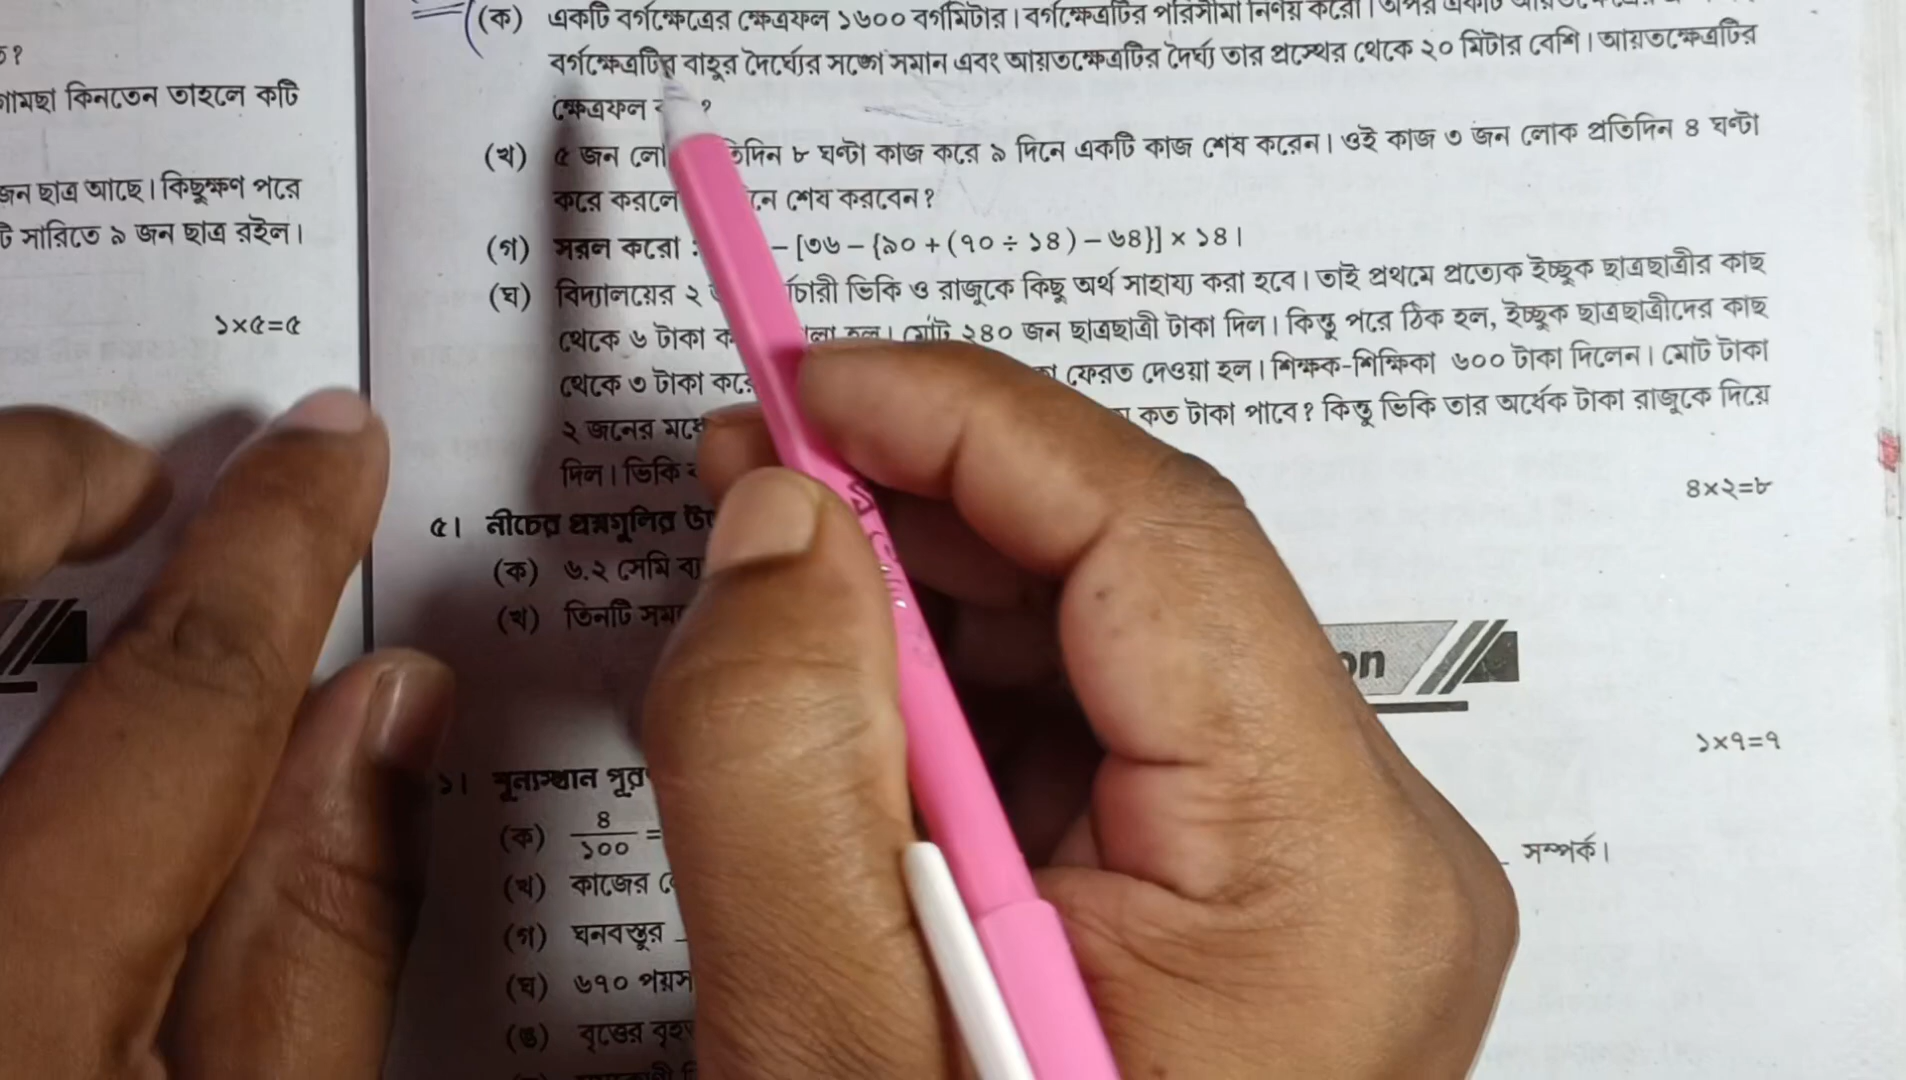 গামছা কিনতেন তাহলে কটি
জন ছাত্র আছে। কিছুক্ষণ পরে
টি সারিতে ৯ জন ছাত্র রইল।
১×৫=৫
(ক) একটি বর্গক্ষেত্রের ক্ষেত্রফল ১৬০০ বর্গমিটার। বর্গক্ষেত্রটির পরিসীমা নির্ণয় করো।
বর্গক্ষেত্রটির বাহুর দৈর্ঘ্যের সঙ্গে সমান এবং আয়তক্ষেত্রটির দৈর্ঘ্য তার প্রস্থের থেকে ২০ মিটার বেশি। আয়তক্ষেত্রটির
ক্ষেত্রফল ?
(খ) ৫ জন ৮ ঘণ্টা কাজ করে ৯ দিনে একটি কাজ শেষ করেন। ওই কাজ ৩ জন লোক প্রতিদিন ৪ ঘণ্টা
করে করলে শেষ করবেন?
(গ) সরল করো : – [৩৬ – {৯০ + (৭০ ÷ ১৪) – ৬৪}] × ১৪।
(ঘ) বিদ্যালয়ের ২ ভিকি ও রাজুকে কিছু অর্থ সাহায্য করা হবে। তাই প্রথমে প্রত্যেক ইচ্ছুক ছাত্রছাত্রীর কাছ
থেকে ৬ টাকা হল। মোট ২৪০ জন ছাত্রছাত্রী টাকা দিল। কিন্তু পরে ঠিক হল, ইচ্ছুক ছাত্রছাত্রীদের কাছ
থেকে ৩ টাকা করে ফেরত দেওয়া হল। শিক্ষক-শিক্ষিকা ৬০০ টাকা দিলেন। মোট টাকা
২ জনের কত টাকা পাবে? কিন্তু ভিকি তার অর্ধেক টাকা রাজুকে দিয়ে
দিল। ভিকি
৪×২=৮
৫। নীচের প্রশ্নগুলির
(ক) ৬.২ সেমি
(খ) তিনটি
on
১×৭=৭
১। শূন্যস্থান
(ক) ৪/১০০ =
সম্পর্ক।
(খ) কাজের
(গ) ঘনবস্তুর
(ঘ) ৬৭০
(ঙ) বৃত্তের